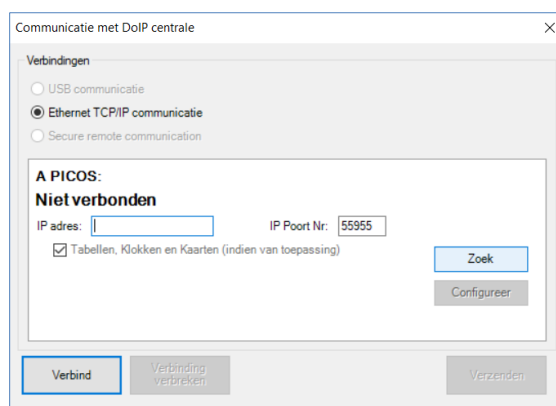 Communicatie met DoIP centrale
Verbindingen
USB communicatie
Ethernet TCP/IP communicatie
Secure remote communication
A PICOS:
Niet verbonden
IP adres: IP Poort Nr: 55955
Tabellen, Klokken en Kaarten (indien van toepassing)
Zoek
Configureer
Verbind
Verbinding
verbreken
Verzenden